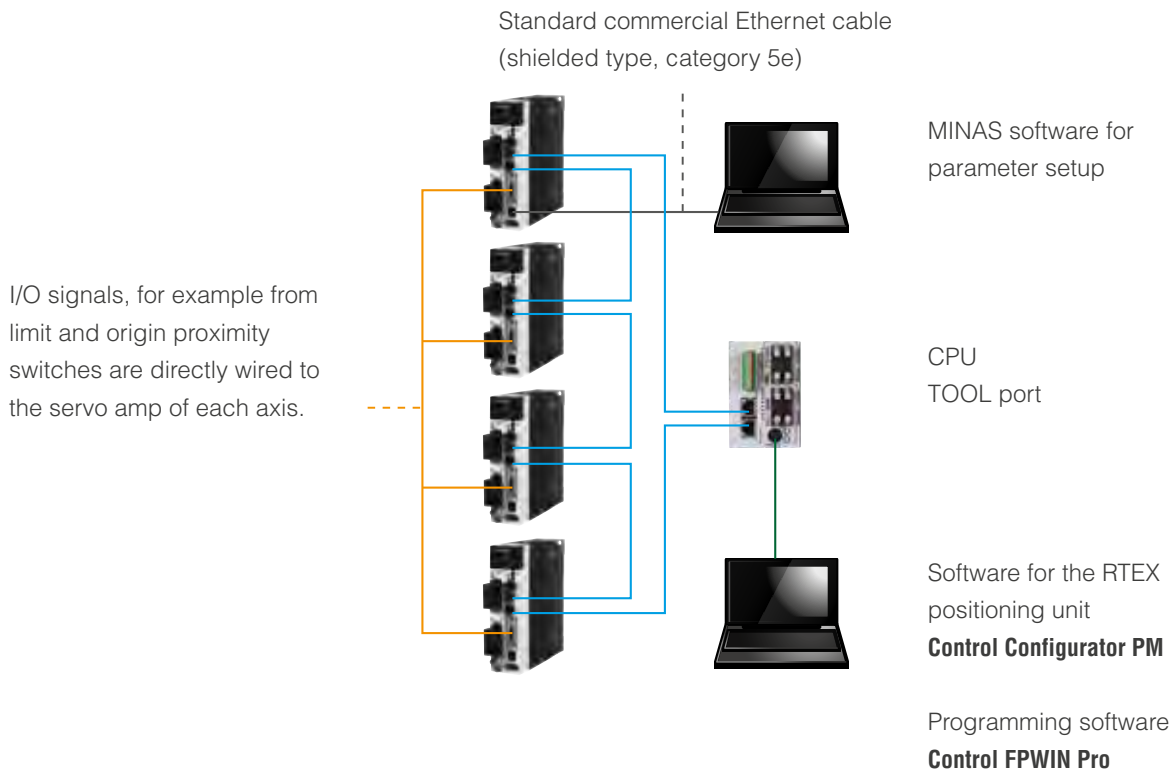 Standard commercial Ethernet cable
(shielded type, category 5e)
MINAS software for
parameter setup
I/O signals, for example from
limit and origin proximity
switches are directly wired to
the servo amp of each axis.
CPU
TOOL port
Software for the RTEX
positioning unit
Control Configurator PM
Programming software
Control FPWIN Pro